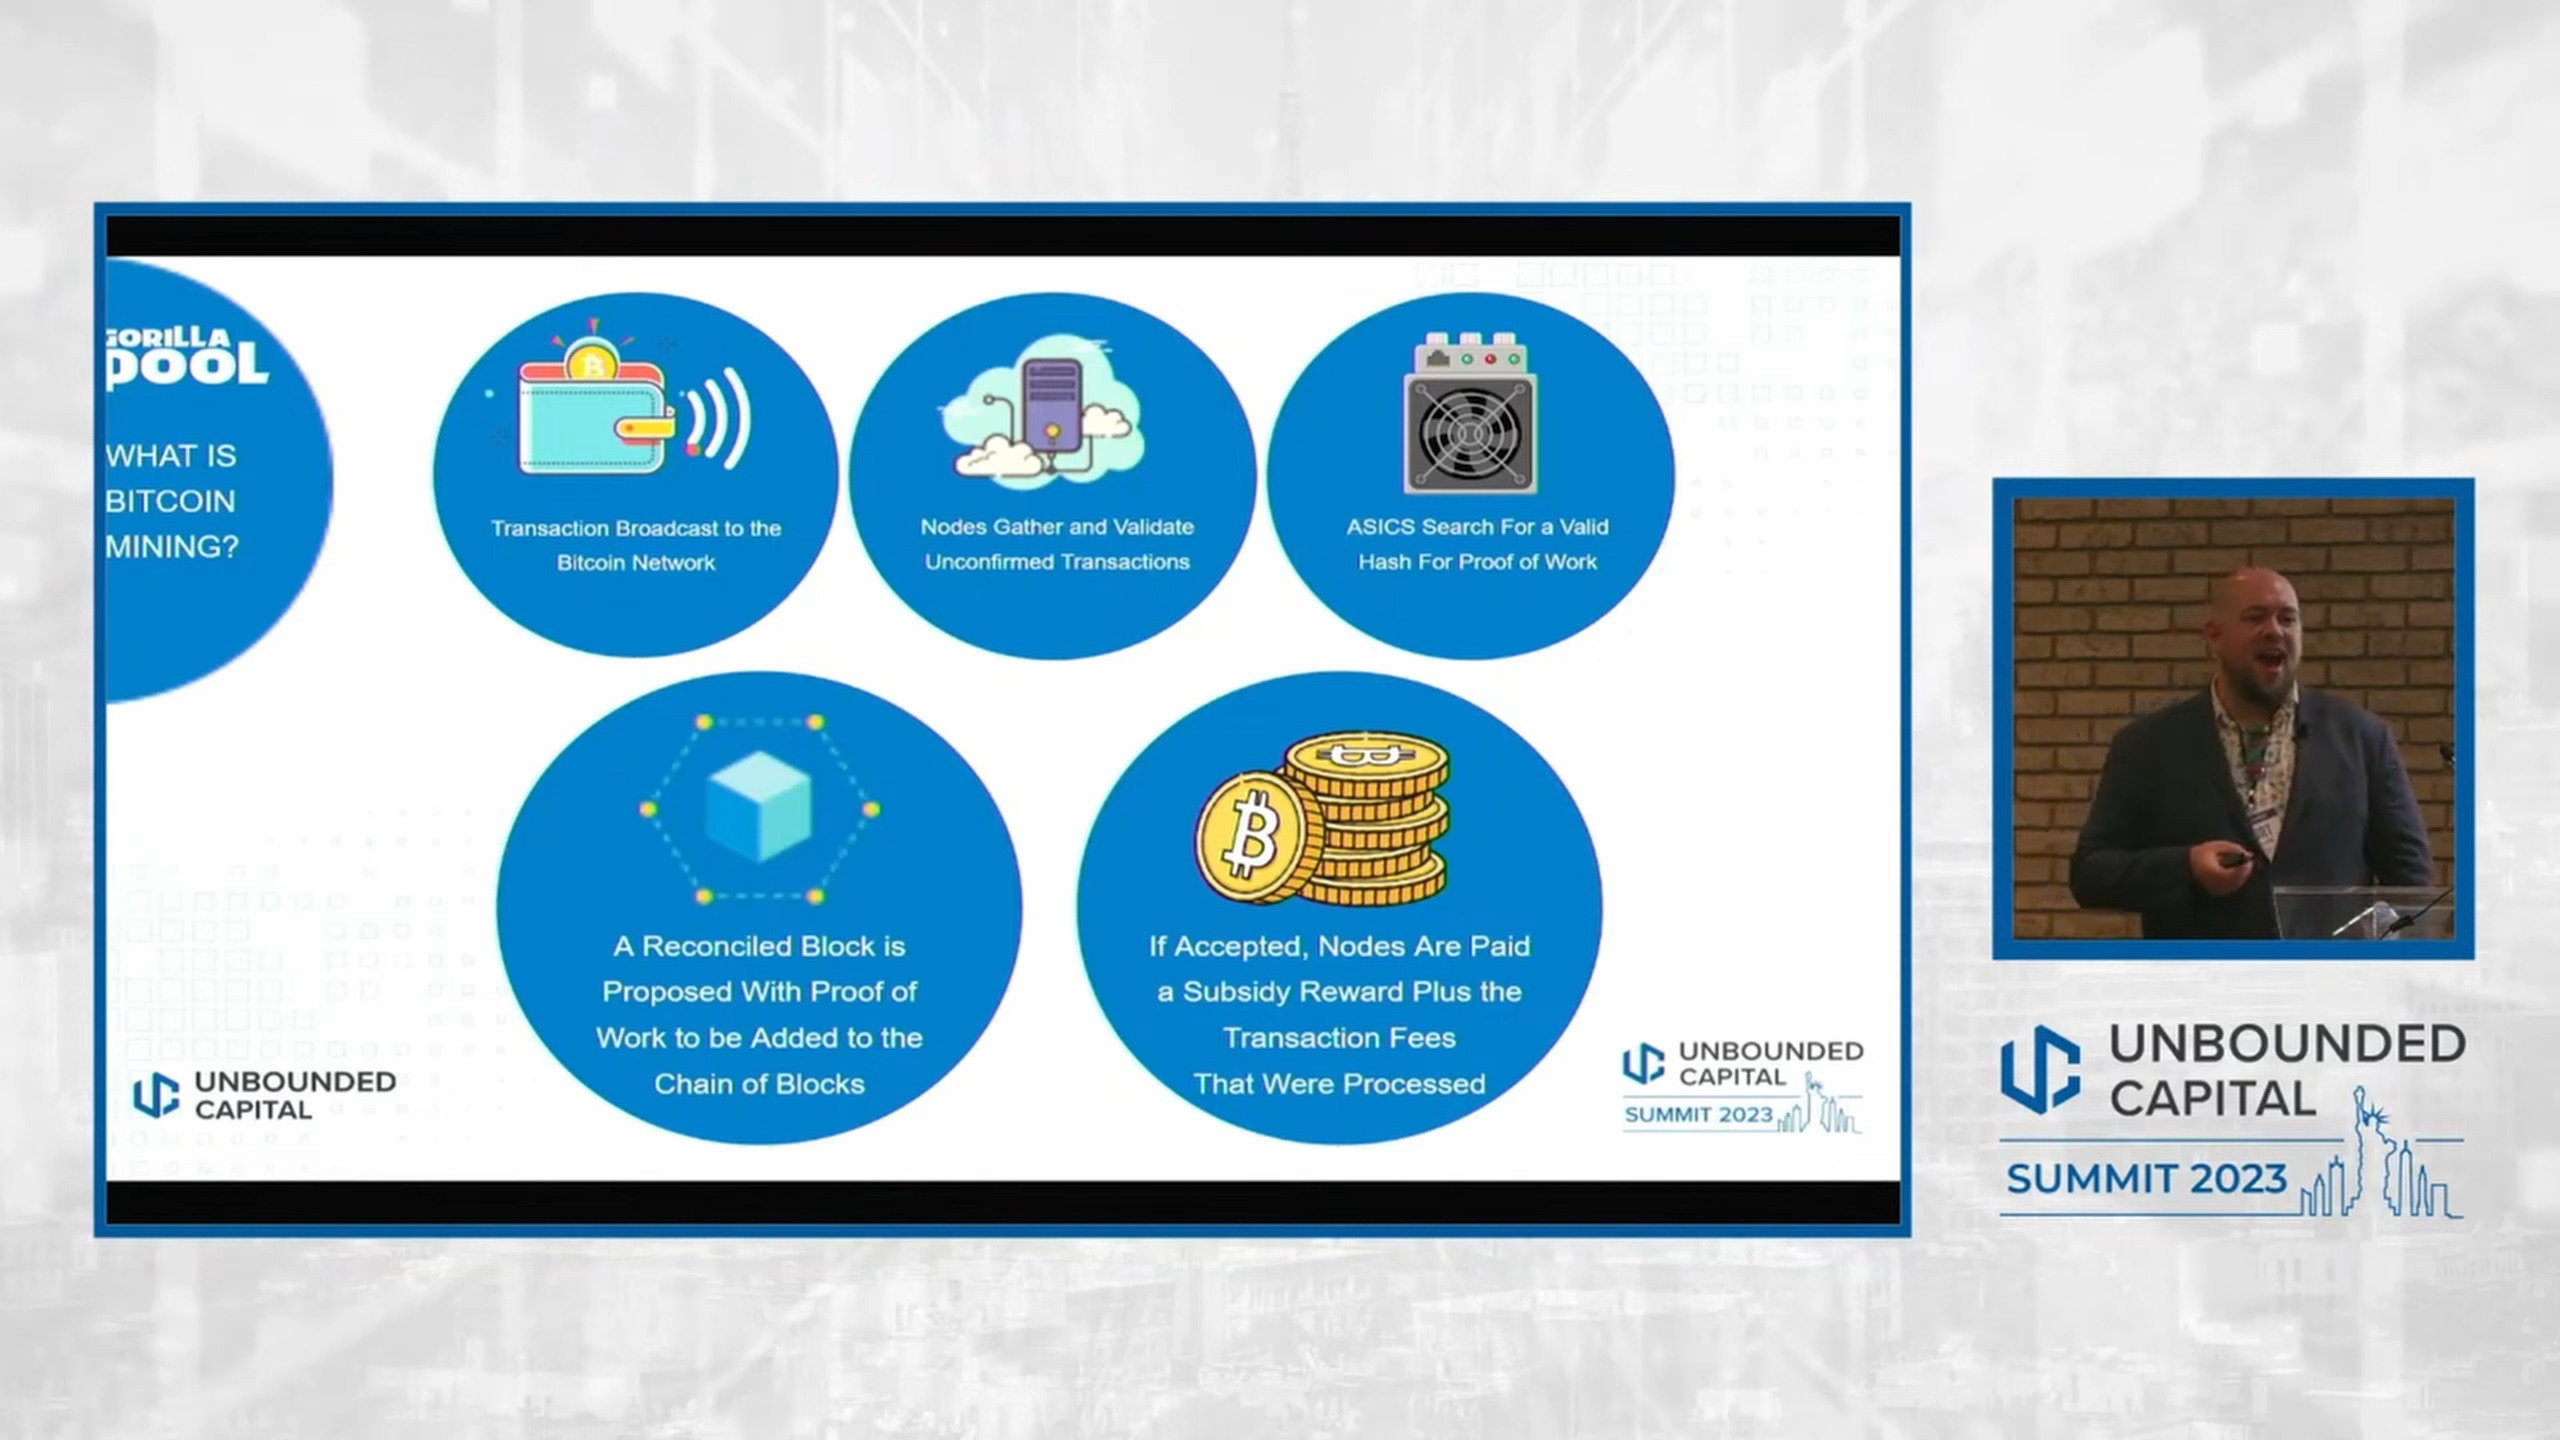 GORILLA
POOL
WHAT IS
BITCOIN
MINING?
Transaction Broadcast to the
Bitcoin Network
Nodes Gather and Validate
Unconfirmed Transactions
ASICS Search For a Valid
Hash For Proof of Work
A Reconciled Block is
Proposed With Proof of
Work to be Added to the
Chain of Blocks
If Accepted, Nodes Are Paid
a Subsidy Reward Plus the
Transaction Fees
That Were Processed
UNBOUNDED
CAPITAL
UNBOUNDED
CAPITAL
SUMMIT 2023
UNBOUNDED
CAPITAL
SUMMIT 2023